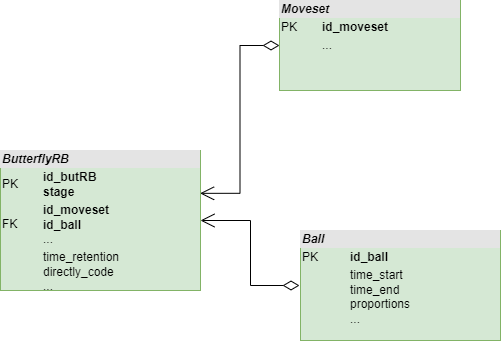 Moveset
PK id_moveset
...
ButterflyRB
PK id_butRB
stage
id_moveset
FK id_ball
...
time_retention
directly_code
...
Ball
PK id_ball
time_start
time_end
proportions
...